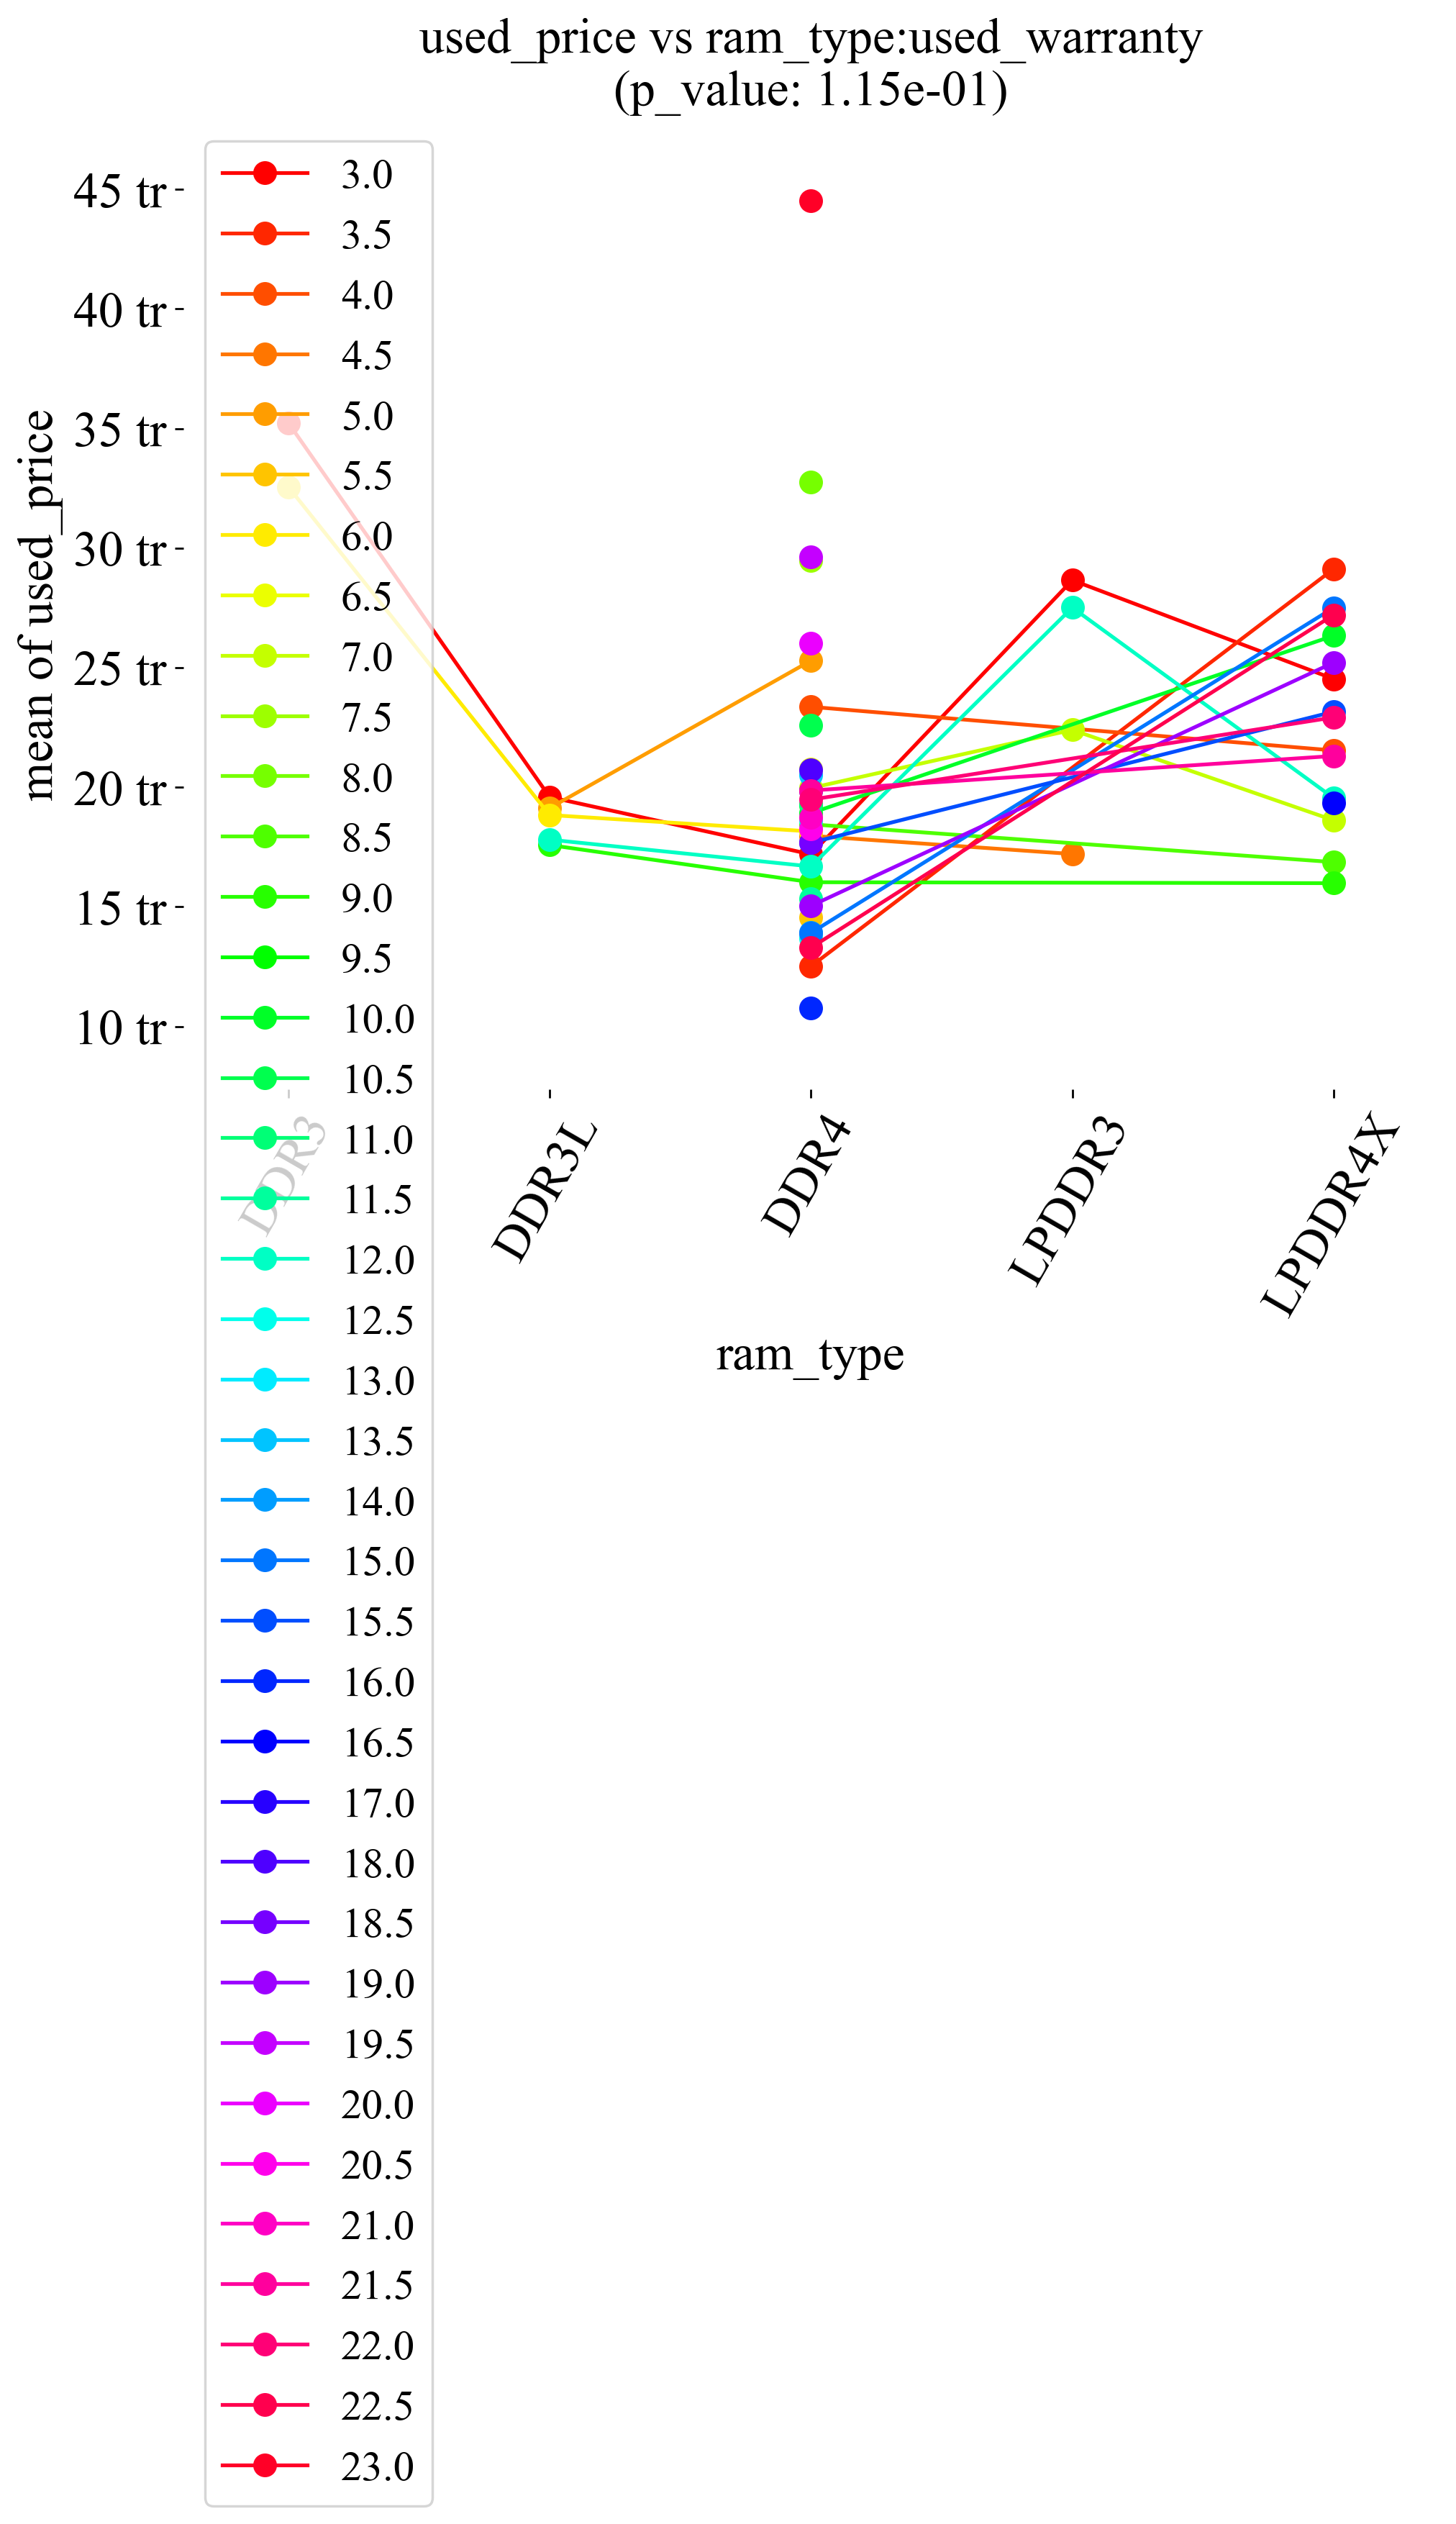 used_price vs ram_type:used_warranty
(p_value: 1.15e-01)
mean of used_price
45 tr
40 tr
35 tr
30 tr
25 tr
20 tr
15 tr
10 tr
3.0
3.5
4.0
4.5
5.0
5.5
6.0
6.5
7.0
7.5
8.0
8.5
9.0
9.5
10.0
10.5
11.0
11.5
12.0
12.5
13.0
13.5
14.0
15.0
15.5
16.0
16.5
17.0
18.0
18.5
19.0
19.5
20.0
20.5
21.0
21.5
22.0
22.5
23.0
DDR3
DDR3L
DDR4
LPDDR3
LPDDR4X
ram_type